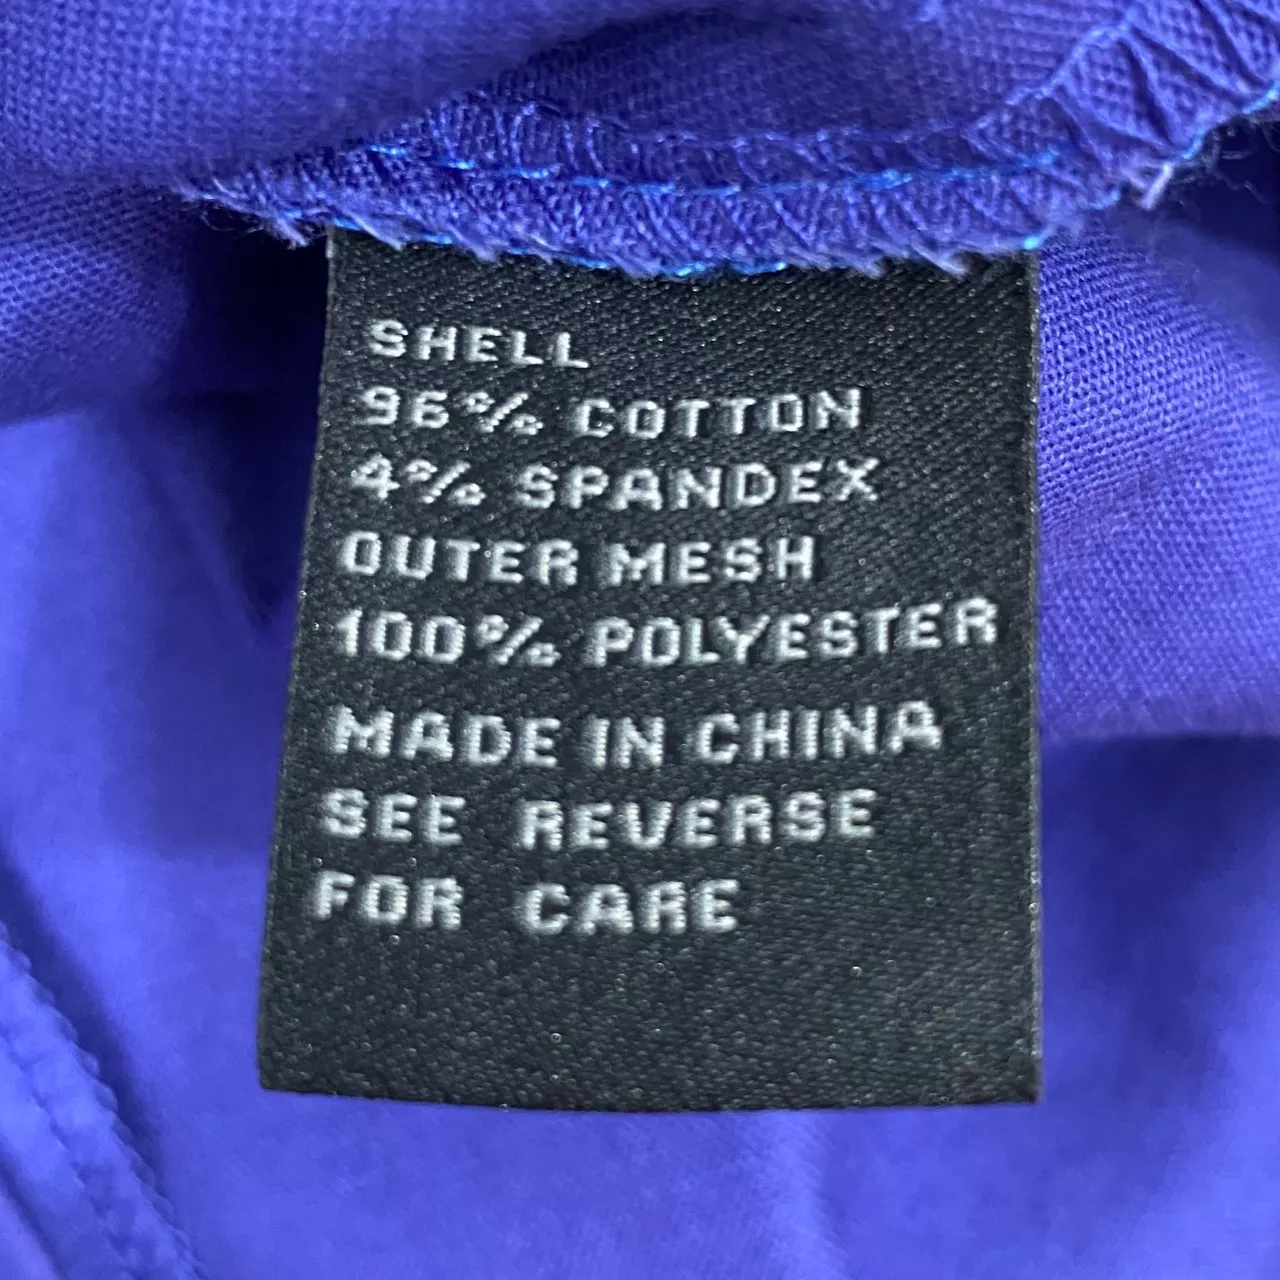 SHELL
96% COTTON
4% SPANDEX
OUTER MESH
100% POLYESTER
MADE IN CHINA
SEE REVERSE
FOR CARE